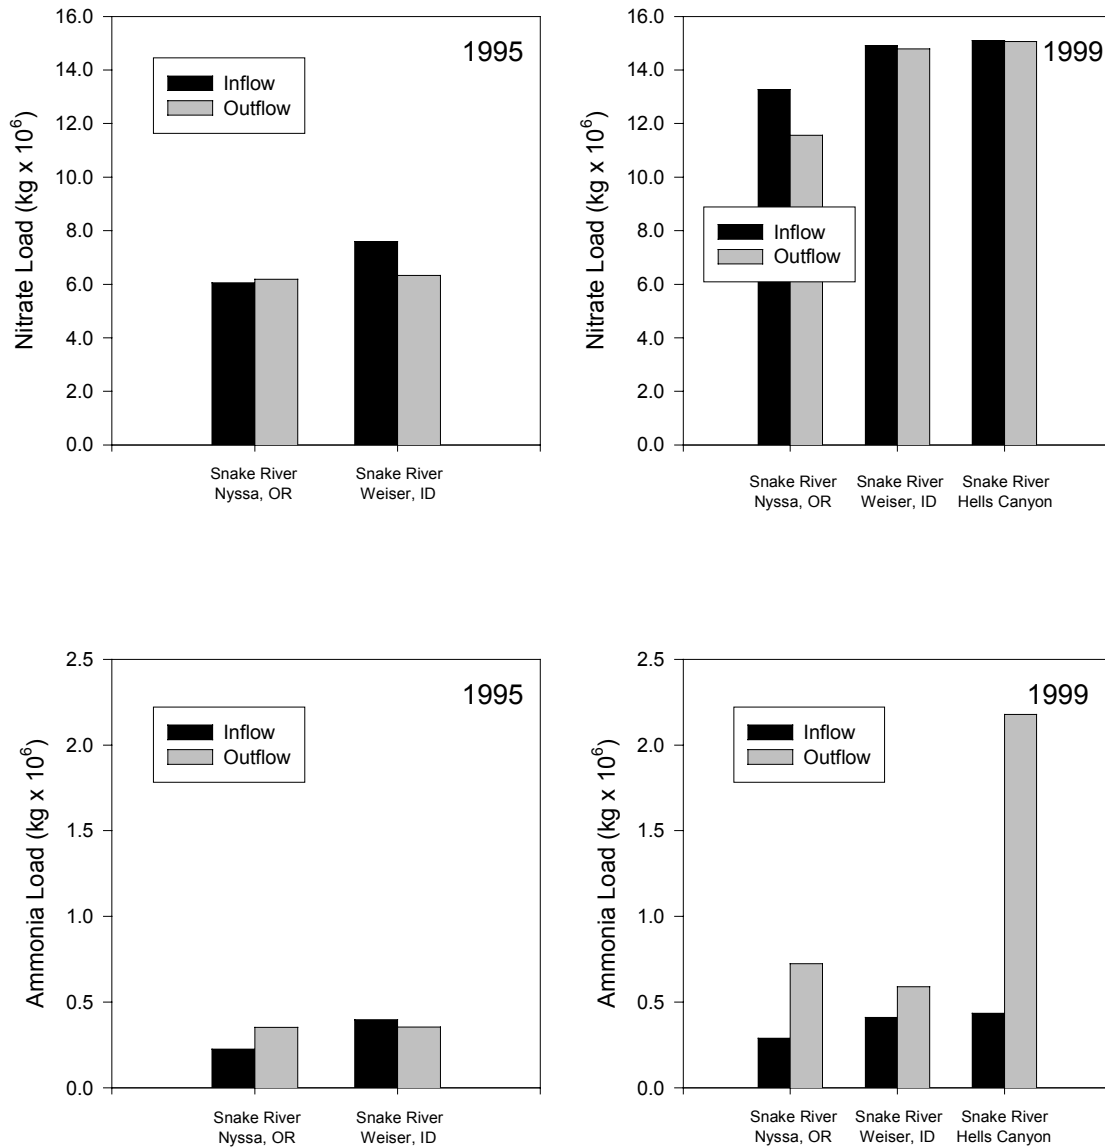 1995
Inflow
Outflow
Nitrate Load (kg x 10⁶)
16.0
14.0
12.0
10.0
8.0
6.0
4.0
2.0
0.0
Snake River
Nyssa, OR
Snake River
Weiser, ID
1999
Inflow
Outflow
Nitrate Load (kg x 10⁶)
16.0
14.0
12.0
10.0
8.0
6.0
4.0
2.0
0.0
Snake River
Nyssa, OR
Snake River
Weiser, ID
Snake River
Hells Canyon
1995
Inflow
Outflow
Ammonia Load (kg x 10⁶)
2.5
2.0
1.5
1.0
0.5
0.0
Snake River
Nyssa, OR
Snake River
Weiser, ID
1999
Inflow
Outflow
Ammonia Load (kg x 10⁶)
2.5
2.0
1.5
1.0
0.5
0.0
Snake River
Nyssa, OR
Snake River
Weiser, ID
Snake River
Hells Canyon